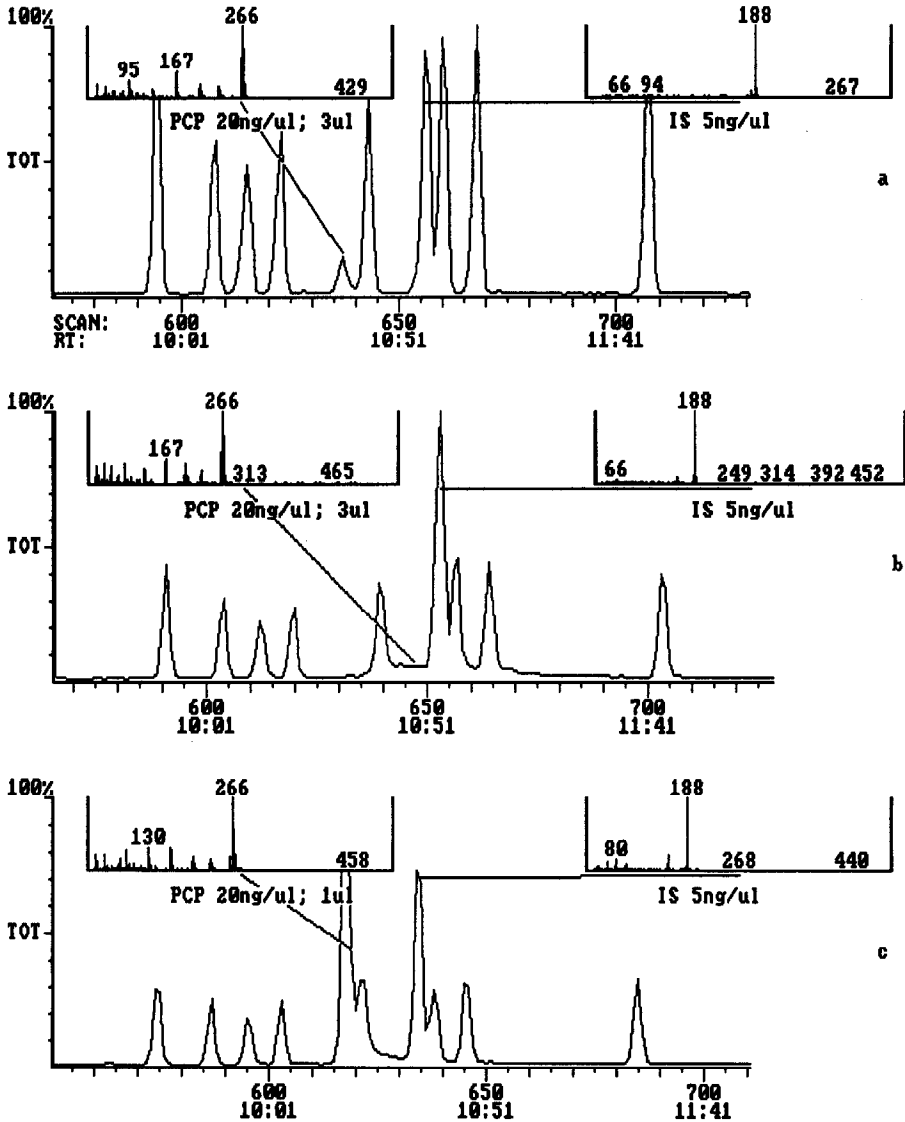 100%
266
188
95
167
429
66 94
267
PCP 20ng/ul; 3ul
IS 5ng/ul
TOT
a
SCAN: 600 650 700
RT: 10:01 10:51 11:41
100%
266
188
167
313
465
66
249 314 392 452
PCP 20ng/ul; 3ul
IS 5ng/ul
TOT
b
600 650 700
10:01 10:51 11:41
100%
266
188
130
458
80
268
440
PCP 20ng/ul; 1ul
IS 5ng/ul
TOT
c
600 650 700
10:01 10:51 11:41